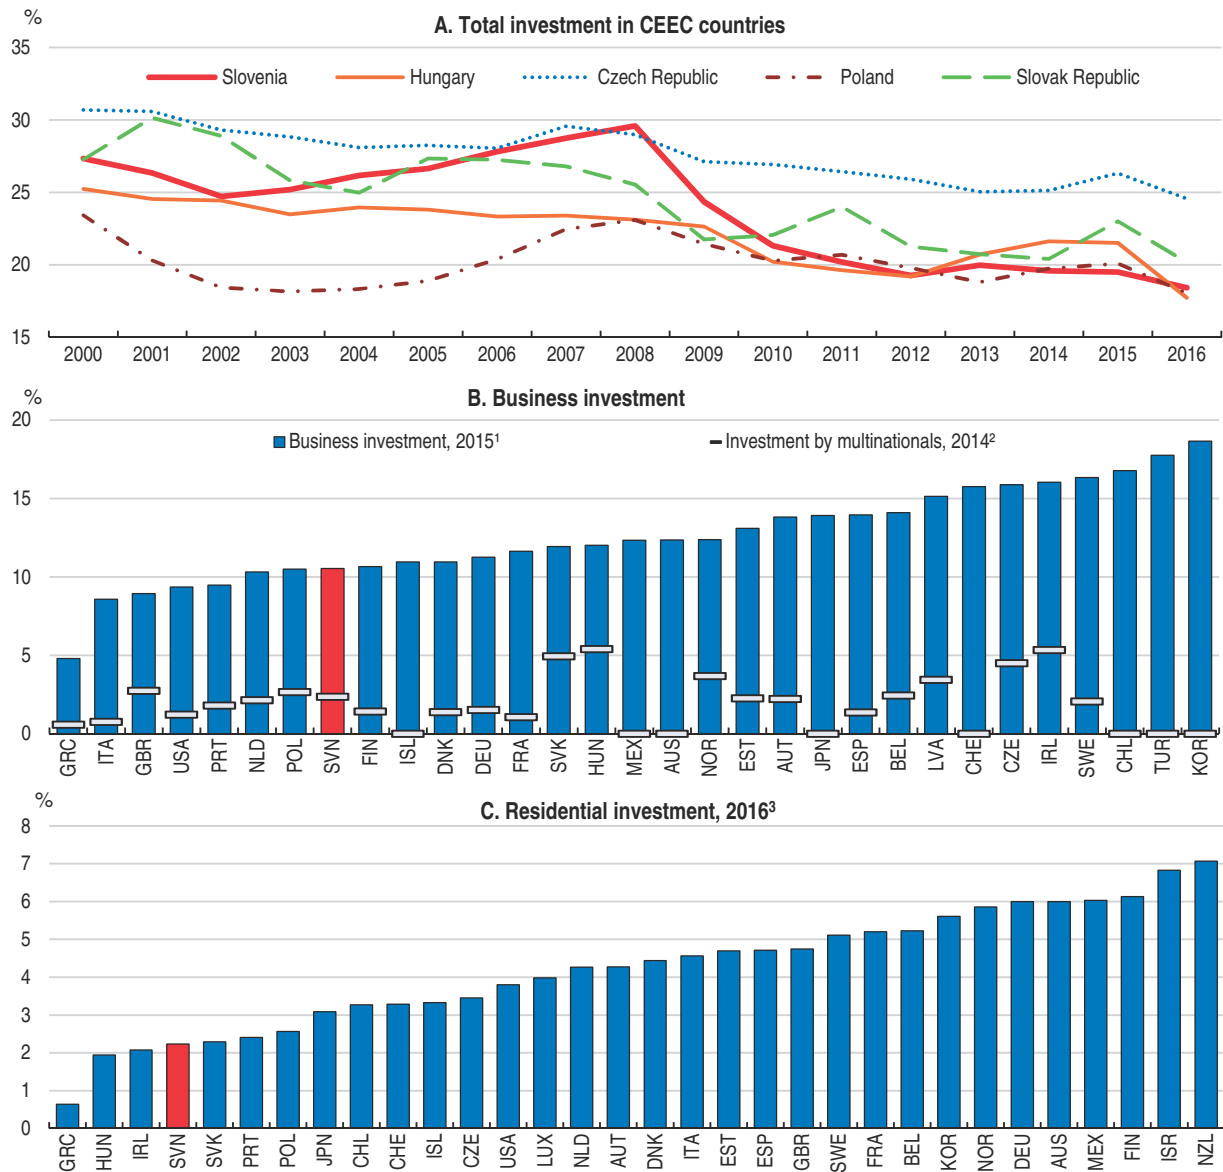 %
A. Total investment in CEEC countries
35
Slovenia Hungary Czech Republic Poland Slovak Republic
30
25
20
15
2000 2001 2002 2003 2004 2005 2006 2007 2008 2009 2010 2011 2012 2013 2014 2015 2016
%
B. Business investment
20
Business investment, 2015¹ Investment by multinationals, 2014²
15
10
5
0
GRC ITA GBR USA PRT NLD POL SVN FIN ISL DNK DEU FRA SVK HUN MEX AUS NOR EST AUT JPN ESP BEL LVA CHE CZE IRL SWE CHL TUR KOR
%
C. Residential investment, 2016³
8
7
6
5
4
3
2
1
0
GRC HUN IRL SVN SVK PRT POL JPN CHL CHE ISL CZE USA LUX NLD AUT DNK ITA EST ESP GBR SWE FRA BEL KOR NOR DEU AUS MEX FIN ISR NZL